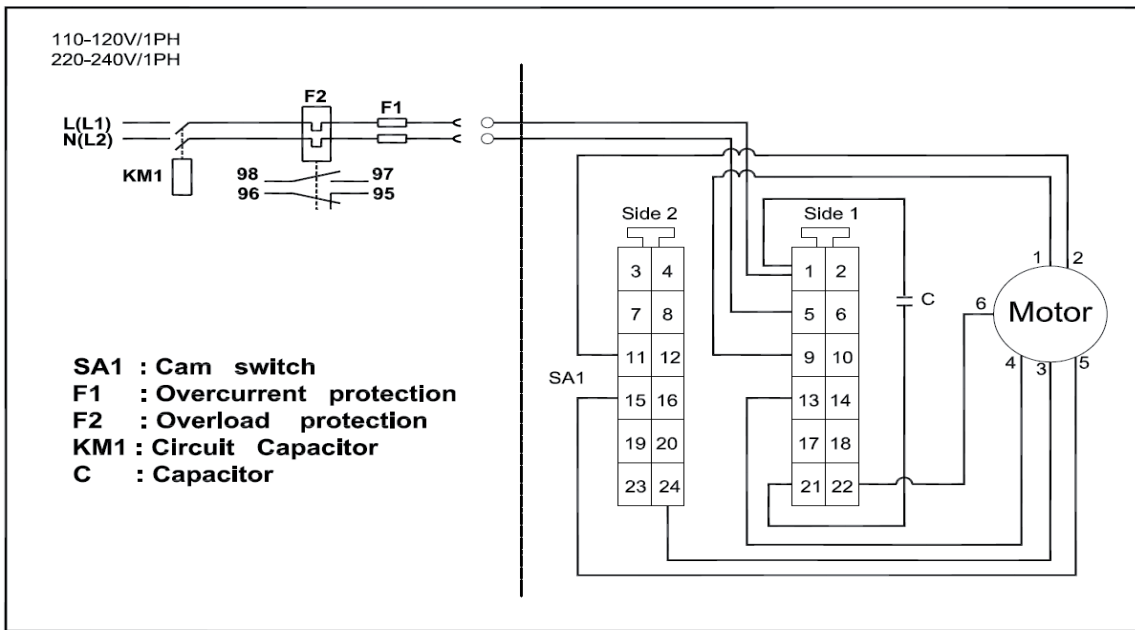 110-120V/1PH
220-240V/1PH
F2
F1
L(L1)
N(L2)
KM1
98 97
96 95
Side 2 Side 1
3 4 1 2
7 8 5 6
11 12 9 10
15 16 13 14
19 20 17 18
23 24 21 22
SA1
C
1 2
6 Motor
4 3 5
SA1 : Cam switch
F1 : Overcurrent protection
F2 : Overload protection
KM1 : Circuit Capacitor
C : Capacitor